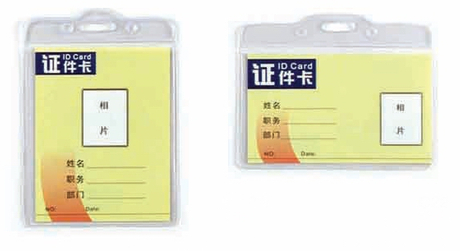 ID Card
证件卡
相
片
姓名
职务
部门
NO: Date:
ID Card
证件卡
姓名
职务
部门
相
片
NO: Date: